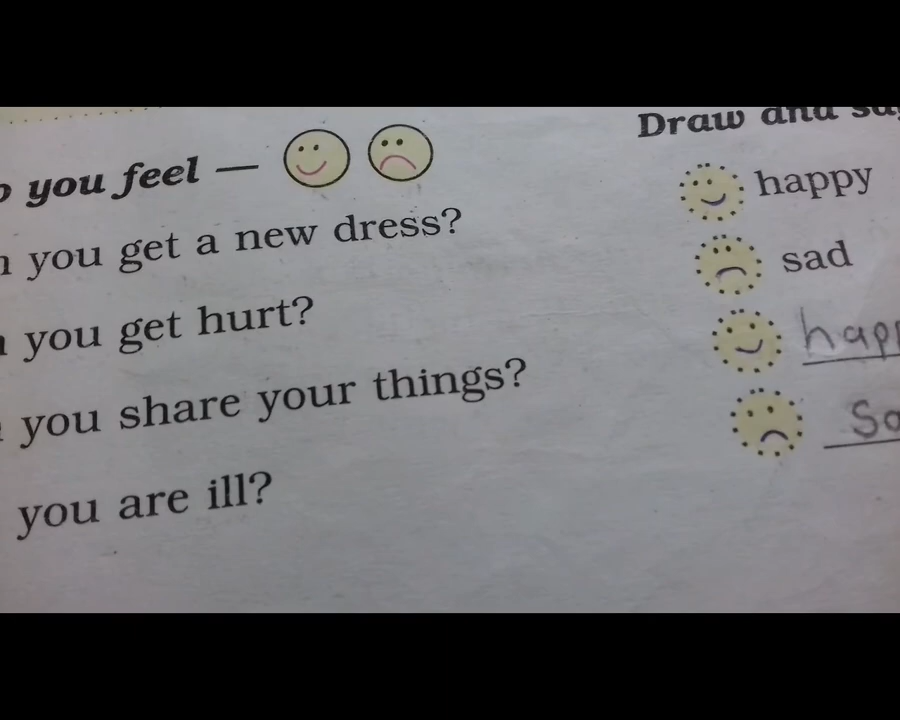 you feel —
you get a new dress?
you get hurt?
you share your things?
you are ill?
Draw and
happy
sad